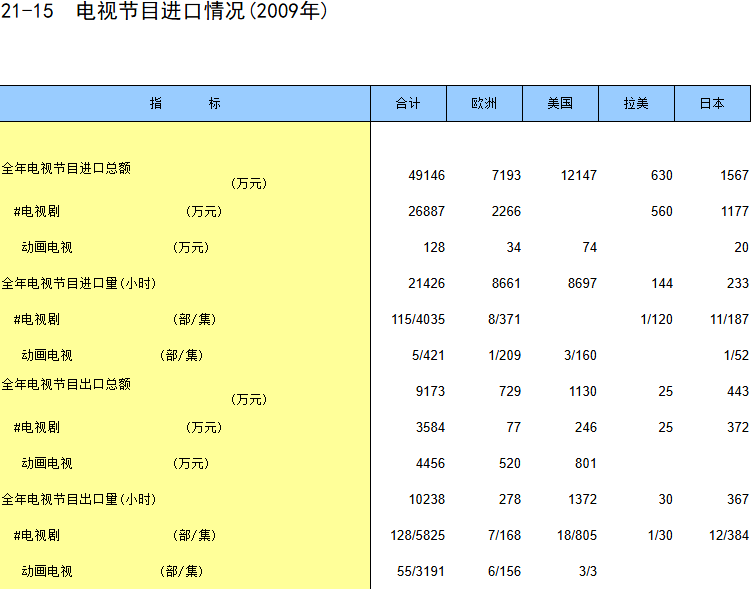 21-15 电视节目进口情况(2009年)
指 标 合计 欧洲 美国 拉美 日本
全年电视节目进口总额
(万元) 49146 7193 12147 630 1567
#电视剧 (万元) 26887 2266 560 1177
动画电视 (万元) 128 34 74 20
全年电视节目进口量(小时) 21426 8661 8697 144 233
#电视剧 (部/集) 115/4035 8/371 1/120 11/187
动画电视 (部/集) 5/421 1/209 3/160 1/52
全年电视节目出口总额
(万元) 9173 729 1130 25 443
#电视剧 (万元) 3584 77 246 25 372
动画电视 (万元) 4456 520 801
全年电视节目出口量(小时) 10238 278 1372 30 367
#电视剧 (部/集) 128/5825 7/168 18/805 1/30 12/384
动画电视 (部/集) 55/3191 6/156 3/3